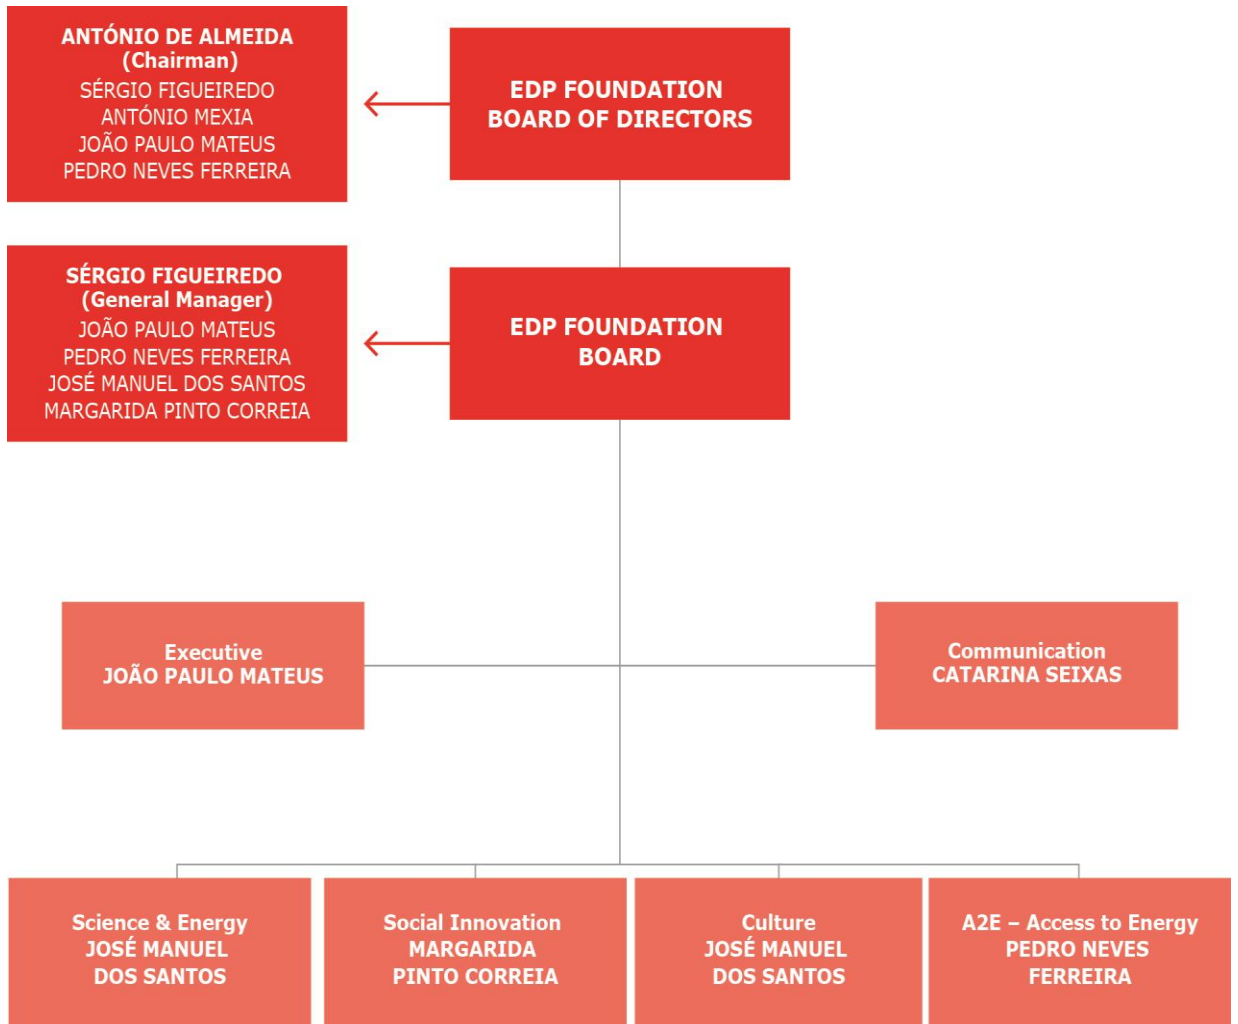 ANTÓNIO DE ALMEIDA
(Chairman)
SÉRGIO FIGUEIREDO
ANTÓNIO MEXIA
JOÃO PAULO MATEUS
PEDRO NEVES FERREIRA
EDP FOUNDATION
BOARD OF DIRECTORS
SÉRGIO FIGUEIREDO
(General Manager)
JOÃO PAULO MATEUS
PEDRO NEVES FERREIRA
JOSÉ MANUEL DOS SANTOS
MARGARIDA PINTO CORREIA
EDP FOUNDATION
BOARD
Executive
JOÃO PAULO MATEUS
Communication
CATARINA SEIXAS
Science & Energy
JOSÉ MANUEL
DOS SANTOS
Social Innovation
MARGARIDA
PINTO CORREIA
Culture
JOSÉ MANUEL
DOS SANTOS
A2E – Access to Energy
PEDRO NEVES
FERREIRA